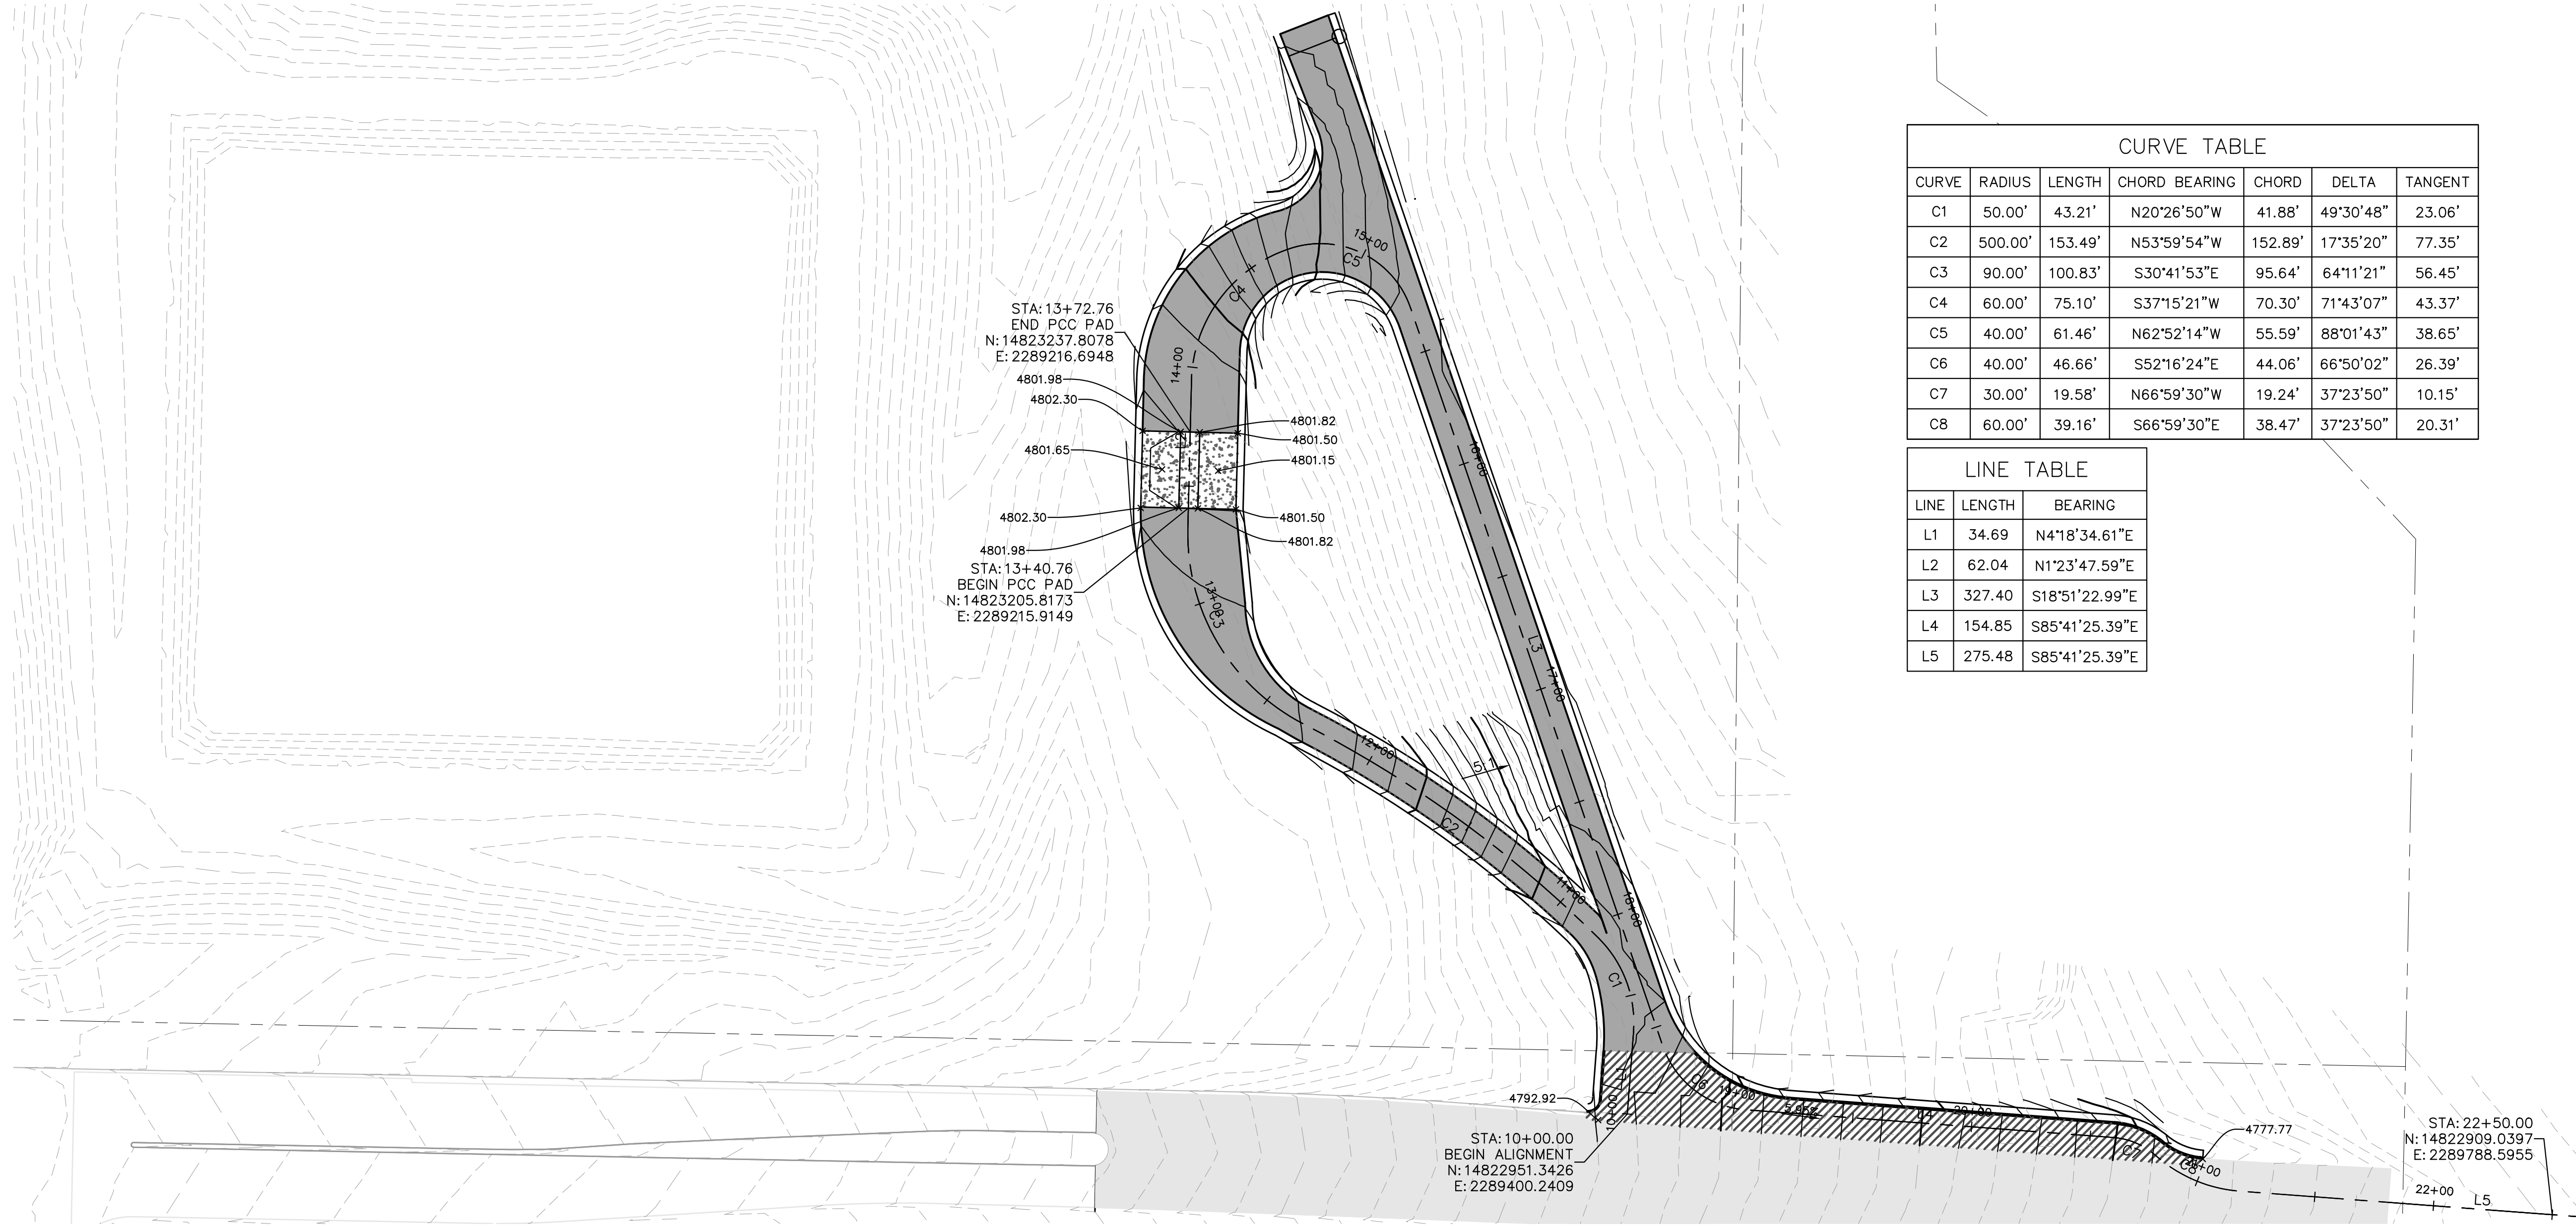 CURVE TABLE
CURVE RADIUS LENGTH CHORD BEARING CHORD DELTA TANGENT
C1 50.00' 43.21' N20°26'50"W 41.88' 49°30'48" 23.06'
C2 500.00' 153.49' N53°59'54"W 152.89' 17°35'20" 77.35'
C3 90.00' 100.83' S30°41'53"E 95.64' 64°11'21" 56.45'
C4 60.00' 75.10' S37°15'21"W 70.30' 71°43'07" 43.37'
C5 40.00' 61.46' N62°52'14"W 55.59' 88°01'43" 38.65'
C6 40.00' 46.66' S52°16'24"E 44.06' 66°50'02" 26.39'
C7 30.00' 19.58' N66°59'30"W 19.24' 37°23'50" 10.15'
C8 60.00' 39.16' S66°59'30"E 38.47' 37°23'50" 20.31'
LINE TABLE
LINE LENGTH BEARING
L1 34.69 N4°18'34.61"E
L2 62.04 N1°23'47.59"E
L3 327.40 S18°51'22.99"E
L4 154.85 S85°41'25.39"E
L5 275.48 S85°41'25.39"E
15+00
C5
C4
STA: 13+72.76
END PCC PAD
N: 14823237.8078
E: 2289216.6948
14+00
4801.98
4802.30
4801.82
4801.50
4801.65
4801.15
16+00
4802.30
4801.50
4801.98
4801.82
STA: 13+40.76
BEGIN PCC PAD
N: 14823205.8173
E: 2289215.9149
13+00
C3
L3
17+00
12+00
5:1
C2
11+00
18+00
C1
L1
C6
19+00
4792.92
10+00
5.95%
L4
20+00
STA: 10+00.00
BEGIN ALIGNMENT
N: 14822951.3426
E: 2289400.2409
4777.77
C7
C8
STA: 22+50.00
N: 14822909.0397
E: 2289788.5955
22+00
L5